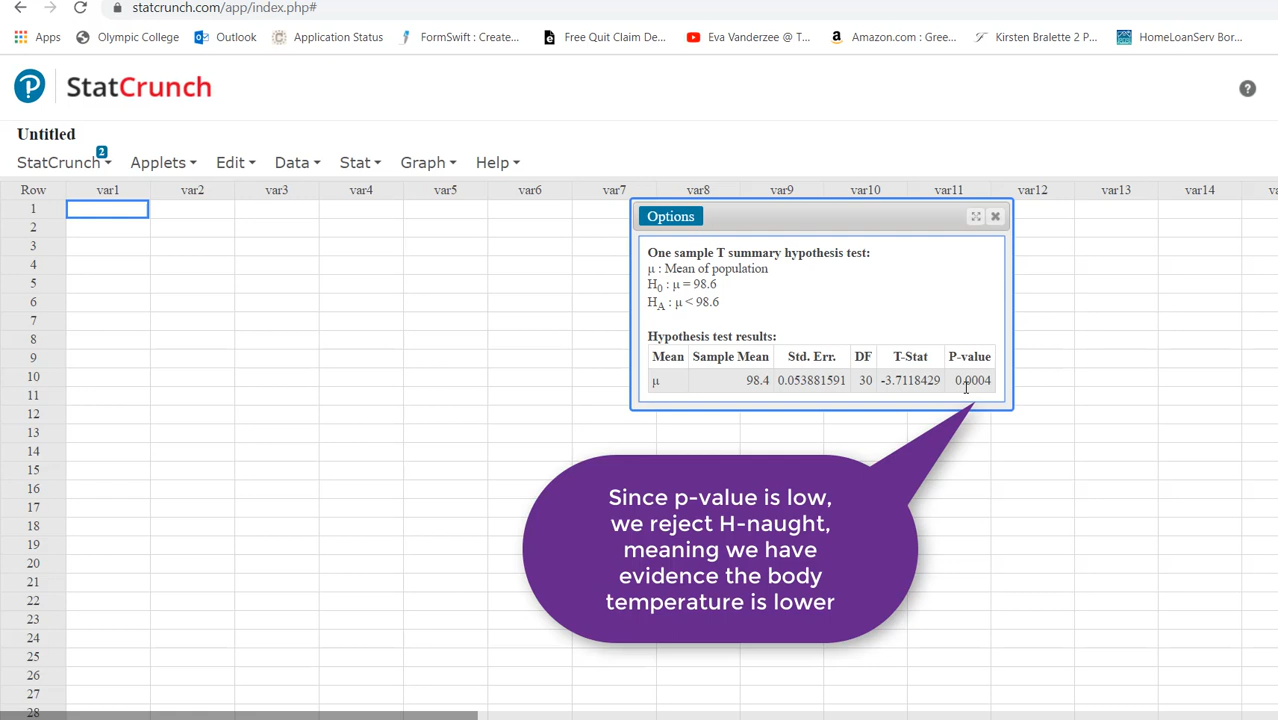 statcrunch.com/app/index.php#
Apps Olympic College Outlook Application Status FormSwift : Create... Free Quit Claim De... Eva Vanderzee @ T... Amazon.com : Gree... Kirsten Bralette 2 P... HomeLoanServ Bor...
P StatCrunch ?
Untitled
StatCrunch 2 Applets Edit Data Stat Graph Help
Row var1 var2 var3 var4 var5 var6 var7 var8 var9 var10 var11 var12 var13 var14
1
2
3
4
5
6
7
8
9
10
11
12
13
14
15
16
17
18
19
20
21
22
23
24
25
26
27
28
Options
One sample T summary hypothesis test:
μ : Mean of population
H0 : μ = 98.6
HA : μ < 98.6
Hypothesis test results:
Mean Sample Mean Std. Err. DF T-Stat P-value
μ 98.4 0.053881591 30 -3.7118429 0.0004
Since p-value is low,
we reject H-naught,
meaning we have
evidence the body
temperature is lower